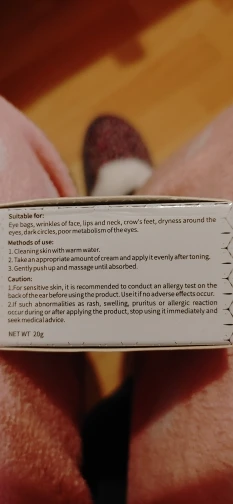 Suitable for:
Eye bags, wrinkles of face, lips and neck, crow's feet, dryness around the
eyes, dark circles, poor metabolism of the eyes.
Methods of use:
1. Cleaning skin with warm water.
2. Take an appropriate amount of cream and apply it evenly after toning.
3. Gently push up and massage until absorbed.
Caution:
1.For sensitive skin, it is recommended to conduct an allergy test on the
back of the ear before using the product. Use it if no adverse effects occur.
2.If such abnormalities as rash, swelling, pruritus or allergic reaction
occur during or after applying the product, stop using it immediately and
seek medical advice.
NET WT 20g